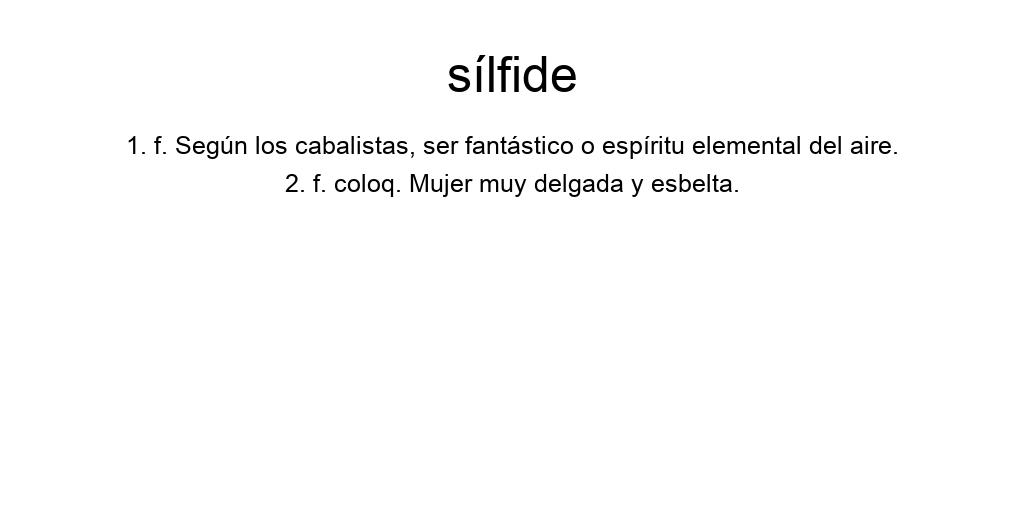 sílfide
1. f. Según los cabalistas, ser fantástico o espíritu elemental del aire.
2. f. coloq. Mujer muy delgada y esbelta.